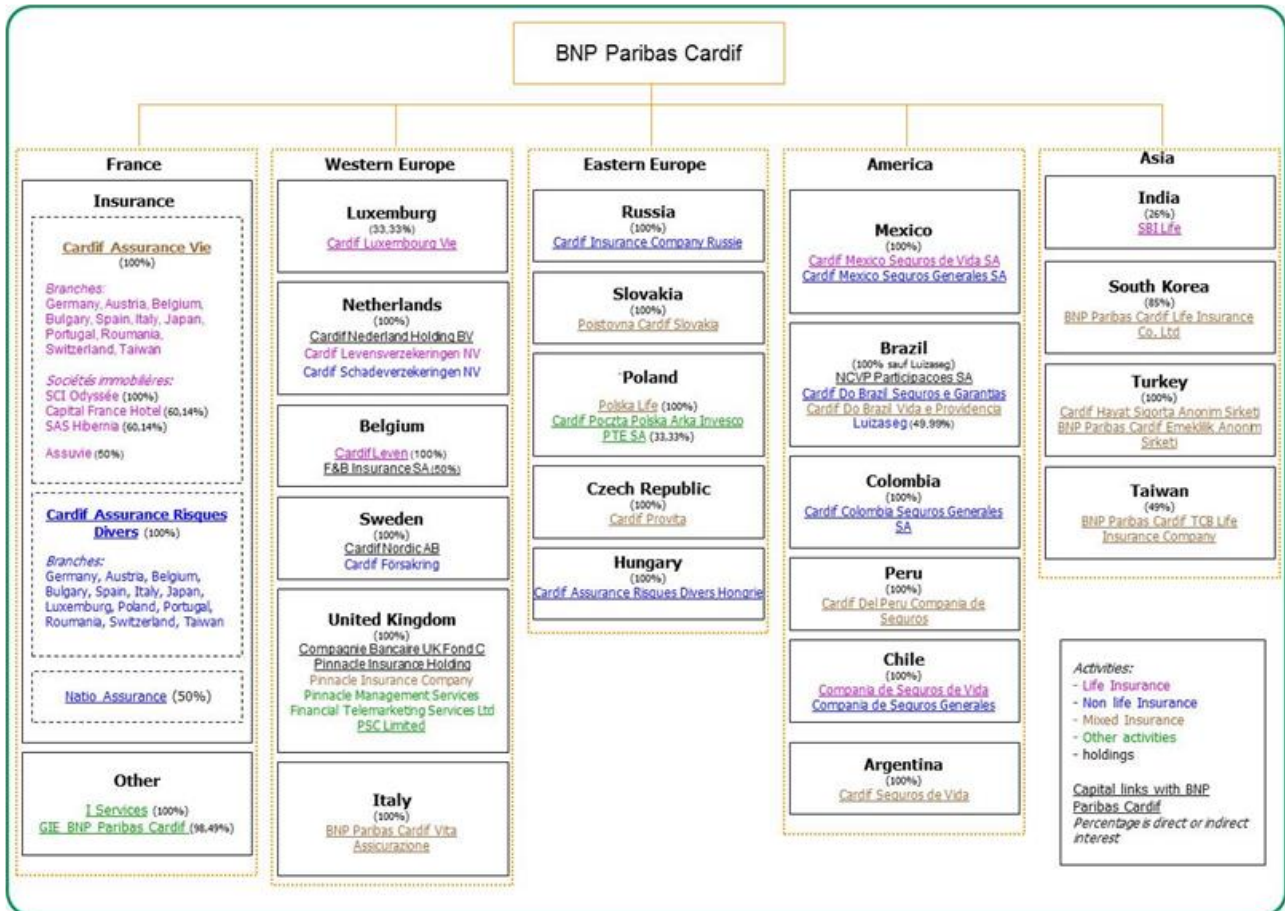 BNP Paribas Cardif
France
Insurance
Cardif Assurance Vie
(100%)
Branches:
Germany, Austria, Belgium,
Bulgary, Spain, Italy, Japan,
Portugal, Roumania,
Switzerland, Taiwan
Sociétés immobilières:
SCI Odyssée (100%)
Capital France Hotel (60,14%)
SAS Hibernia (60,14%)
Assuvie (50%)
Cardif Assurance Risques
Divers (100%)
Branches:
Germany, Austria, Belgium,
Bulgary, Spain, Italy, Japan,
Luxemburg, Poland, Portugal,
Roumania, Switzerland, Taiwan
Natio Assurance (50%)
Other
I Services (100%)
GIE BNP Paribas Cardif (98,49%)
Western Europe
Luxemburg
(33,33%)
Cardif Luxembourg Vie
Netherlands
(100%)
Cardif Nederland Holding BV
Cardif Levensverzekeringen NV
Cardif Schadeverzekeringen NV
Belgium
Cardif Leven (100%)
F&B Insurance SA (50%)
Sweden
(100%)
Cardif Nordic AB
Cardif Försakring
United Kingdom
(100%)
Compagnie Bancaire UK Fond C
Pinnacle Insurance Holding
Pinnacle Insurance Company
Pinnacle Management Services
Financial Telemarketing Services Ltd
PSC Limited
Italy
(100%)
BNP Paribas Cardif Vita
Assicurazione
Eastern Europe
Russia
(100%)
Cardif Insurance Company Russie
Slovakia
(100%)
Poistovna Cardif Slovakia
Poland
Polska Life (100%)
Cardif Poczta Polska Arka Invesco
PTE SA (33,33%)
Czech Republic
(100%)
Cardif Provita
Hungary
(100%)
Cardif Assurance Risques Divers Hongrie
America
Mexico
(100%)
Cardif Mexico Seguros de Vida SA
Cardif Mexico Seguros Generales SA
Brazil
(100% sauf Luizaseg)
NCVP Participacoes SA
Cardif Do Brazil Seguros e Garantias
Cardif Do Brazil Vida e Providencia
Luizaseg (49,99%)
Colombia
(100%)
Cardif Colombia Seguros Generales
SA
Peru
(100%)
Cardif Del Peru Compania de
Seguros
Chile
(100%)
Compania de Seguros de Vida
Compania de Seguros Generales
Argentina
(100%)
Cardif Seguros de Vida
Asia
India
(26%)
SBI Life
South Korea
(85%)
BNP Paribas Cardif Life Insurance
Co. Ltd
Turkey
(100%)
Cardif Hayat Sigorta Anonim Sirketi
BNP Paribas Cardif Emeklilik Anonim
Sirketi
Taiwan
(49%)
BNP Paribas Cardif TCB Life
Insurance Company
Activities:
- Life Insurance
- Non life Insurance
- Mixed Insurance
- Other activities
- holdings
Capital links with BNP
Paribas Cardif
Percentage is direct or indirect
interest